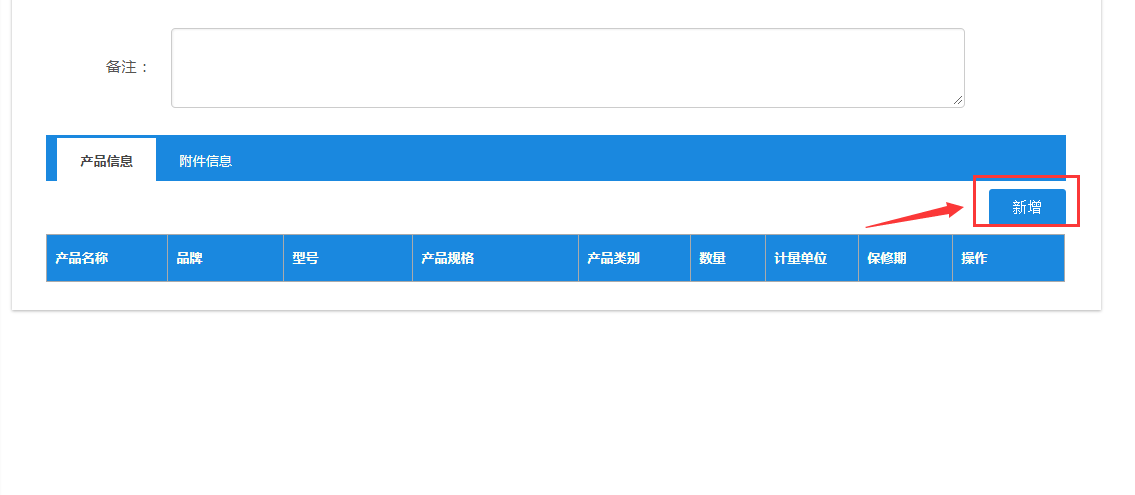 备注：
产品信息 附件信息
新增
产品名称 品牌 型号 产品规格 产品类别 数量 计量单位 保修期 操作